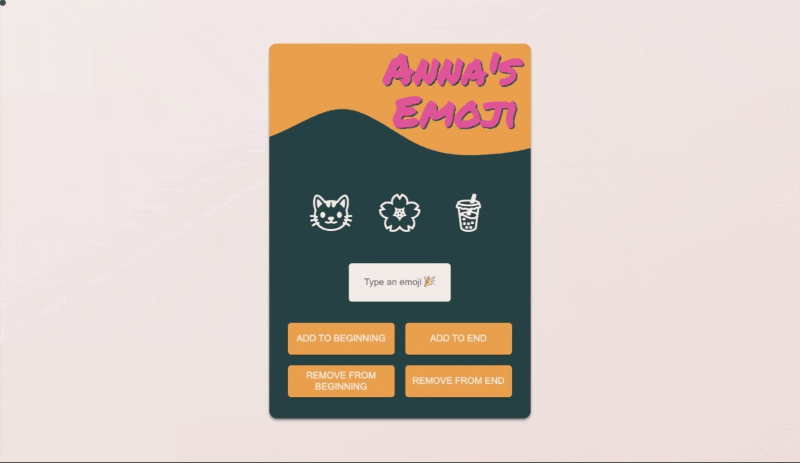 Anna's
Emoji
Type an emoji 🎉
ADD TO BEGINNING
ADD TO END
REMOVE FROM
BEGINNING
REMOVE FROM END